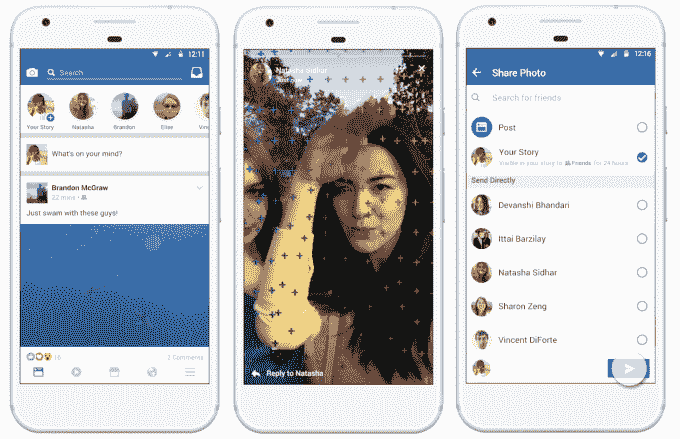 12:11
Search
Your Story
Natasha
Brandon
Elise
What's on your mind?
Brandon McGraw
22 mins
Just swam with these guys!
16
2 Comments
Natasha Sidhar
Just now
Reply to Natasha
12:16
Share Photo
Search for friends
Post
Your Story
Visible in your story to Friends for 24 hours
Send Directly
Devanshi Bhandari
Ittai Barzilay
Natasha Sidhar
Sharon Zeng
Vincent DiForte